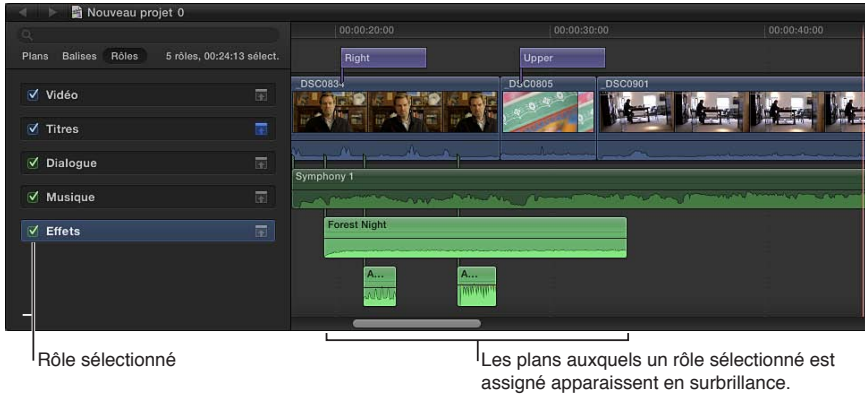 Nouveau projet 0
Plans Balises Rôles 5 rôles, 00:24:13 sélect.
00:00:20:00 00:00:30:00 00:00:40:00
Right Upper
_DSC0834 _DSC0805 _DSC0901
Vidéo
Titres
Dialogue
Musique
Effets
Symphony 1
Forest Night
A... A...
Rôle sélectionné
Les plans auxquels un rôle sélectionné est
assigné apparaissent en surbrillance.